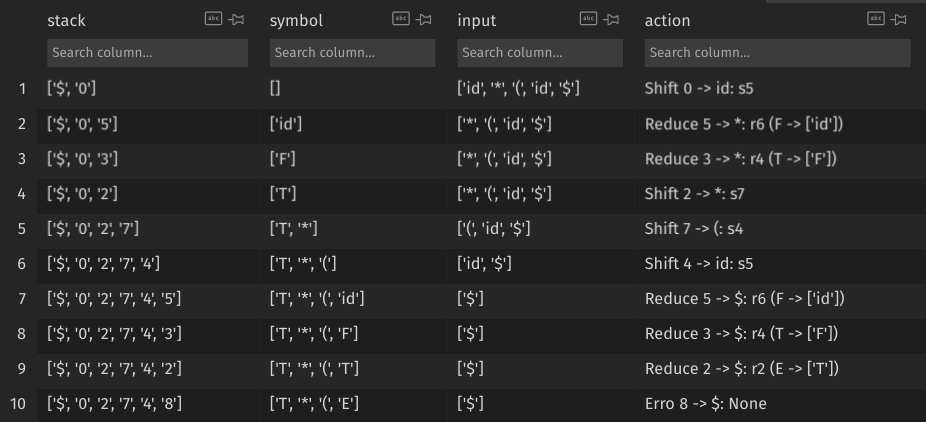 stack symbol input action
Search column... Search column... Search column... Search column...
1 ['$', '0'] [] ['id', '*', '(', 'id', '$'] Shift 0 -> id: s5
2 ['$', '0', '5'] ['id'] ['*', '(', 'id', '$'] Reduce 5 -> *: r6 (F -> ['id'])
3 ['$', '0', '3'] ['F'] ['*', '(', 'id', '$'] Reduce 3 -> *: r4 (T -> ['F'])
4 ['$', '0', '2'] ['T'] ['*', '(', 'id', '$'] Shift 2 -> *: s7
5 ['$', '0', '2', '7'] ['T', '*'] ['(', 'id', '$'] Shift 7 -> (: s4
6 ['$', '0', '2', '7', '4'] ['T', '*', '('] ['id', '$'] Shift 4 -> id: s5
7 ['$', '0', '2', '7', '4', '5'] ['T', '*', '(', 'id'] ['$'] Reduce 5 -> $: r6 (F -> ['id'])
8 ['$', '0', '2', '7', '4', '3'] ['T', '*', '(', 'F'] ['$'] Reduce 3 -> $: r4 (T -> ['F'])
9 ['$', '0', '2', '7', '4', '2'] ['T', '*', '(', 'T'] ['$'] Reduce 2 -> $: r2 (E -> ['T'])
10 ['$', '0', '2', '7', '4', '8'] ['T', '*', '(', 'E'] ['$'] Erro 8 -> $: None